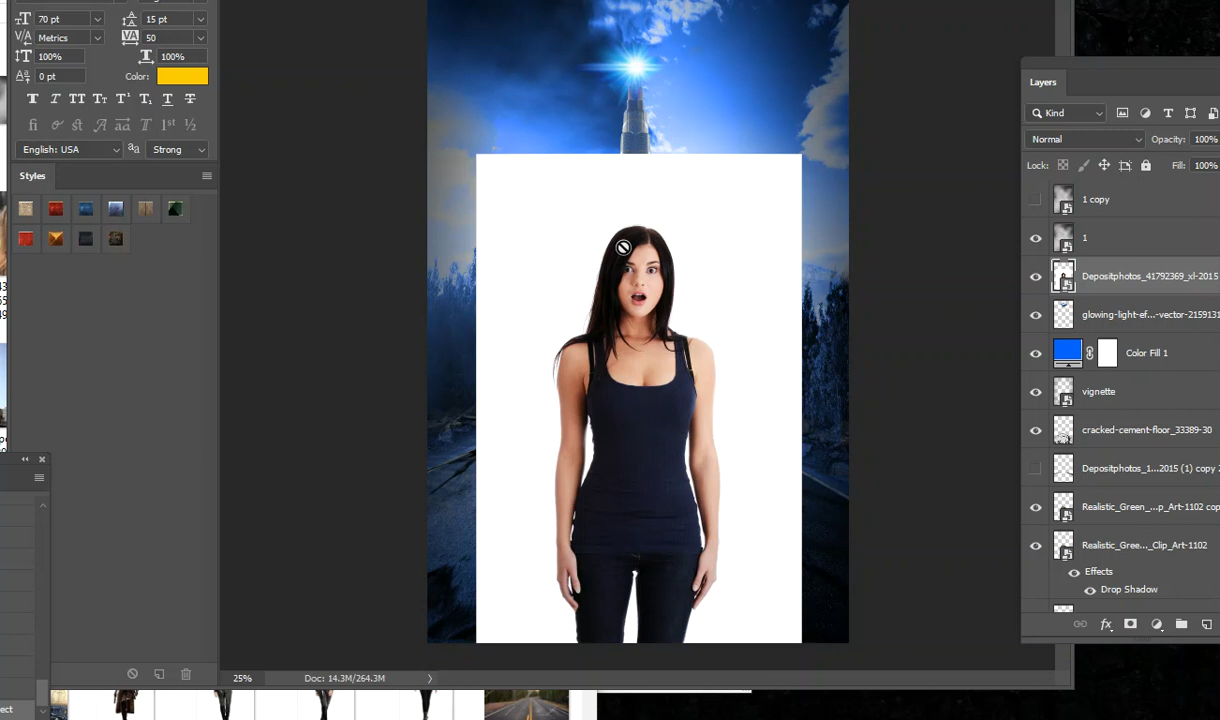 70 pt
15 pt
Metrics
50
100%
100%
0 pt
Color:
English: USA
Strong
Styles
25%
Doc: 14.3M/264.3M
Layers
Kind
Normal
Opacity: 100%
Lock:
Fill: 100%
1 copy
1
Depositphotos_41792369_xl-2015
glowing-light-ef...-vector-2159131
Color Fill 1
vignette
cracked-cement-floor_33389-30
Depositphotos_1...2015 (1) copy 2
Realistic_Green_...p_Art-1102 cop
Realistic_Gree..._Clip_Art-1102
Effects
Drop Shadow